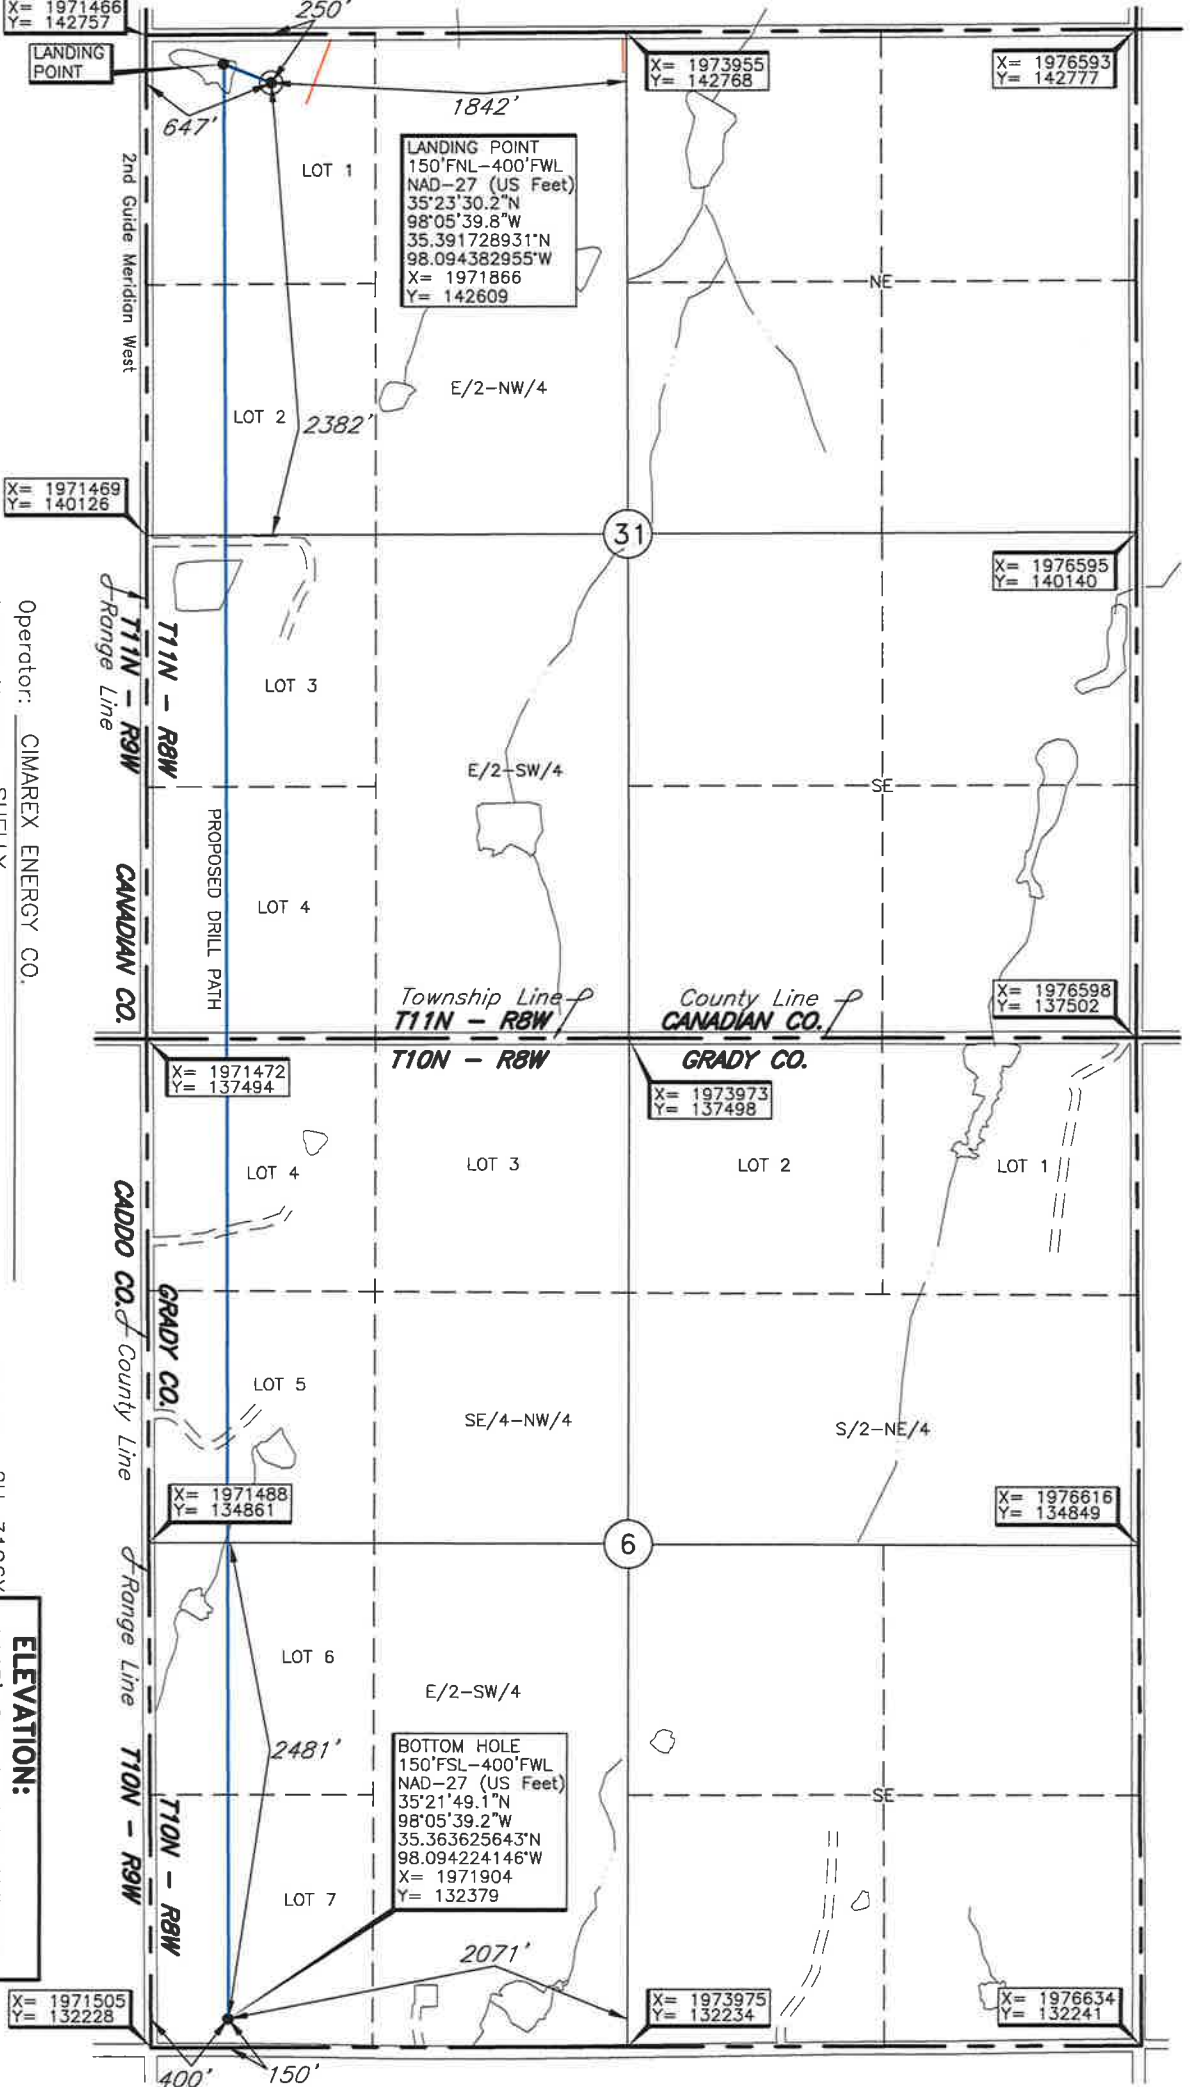 X= 1971466
Y= 142757
250'
LANDING
POINT
X= 1973955
Y= 142768
X= 1976593
Y= 142777
647'
1842'
LOT 1
LANDING POINT
150'FNL-400'FWL
NAD-27 (US Feet)
35°23'30.2"N
98°05'39.8"W
35.391728931°N
98.094382955°W
X= 1971866
Y= 142609
2nd Guide Meridian West
NE
E/2-NW/4
LOT 2
2382'
X= 1971469
Y= 140126
31
X= 1976595
Y= 140140
Range Line
T11N - R9W
T11N - R8W
LOT 3
E/2-SW/4
SE
PROPOSED DRILL PATH
CANADIAN CO.
LOT 4
Operator: CIMAREX ENERGY CO.
Township Line
T11N - R8W
County Line
CANADIAN CO.
X= 1976598
Y= 137502
T10N - R8W
GRADY CO.
X= 1971472
Y= 137494
X= 1973973
Y= 137498
LOT 4
LOT 3
LOT 2
LOT 1
CADDO CO.
County Line
GRADY CO.
LOT 5
SE/4-NW/4
S/2-NE/4
X= 1971488
Y= 134861
X= 1976616
Y= 134849
6
Range Line
T10N - R9W
LOT 6
E/2-SW/4
ELEVATION:
2481'
BOTTOM HOLE
150'FSL-400'FWL
NAD-27 (US Feet)
35°21'49.1"N
98°05'39.2"W
35.363625643°N
98.094224146°W
X= 1971904
Y= 132379
SE
T10N - R8W
LOT 7
2071'
X= 1971505
Y= 132228
X= 1973975
Y= 132234
X= 1976634
Y= 132241
400'
150'